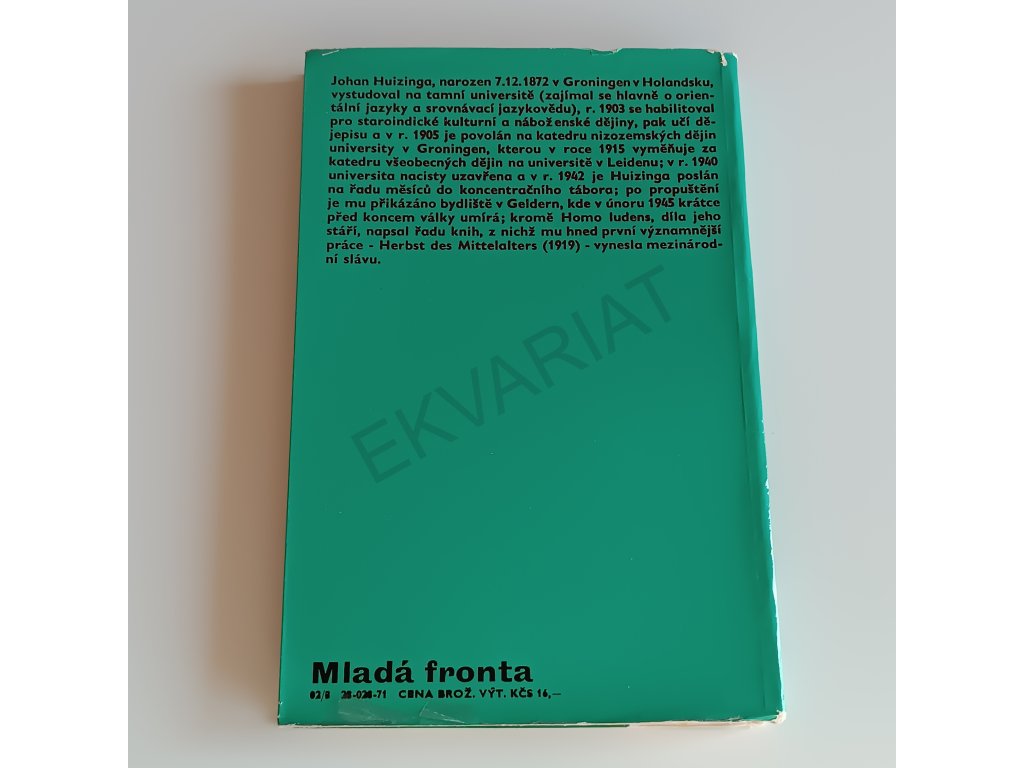 Johan Huizinga, narozen 7.12.1872 v Groningen v Holandsku,
vystudoval na tamní universitě (zajímal se hlavně o orien-
tální jazyky a srovnávací jazykovědu), r. 1903 se habilitoval
pro staroindické kulturní a náboženské dějiny, pak učí dě-
jepisu a v r. 1905 je povolán na katedru nizozemských dějin
university v Groningen, kterou v roce 1915 vyměňuje za
katedru všeobecných dějin na universitě v Leidenu; v r. 1940
universita nacisty uzavřena a v r. 1942 je Huizinga poslán
na řadu měsíců do koncentračního tábora; po propuštění
je mu přikázáno bydliště v Geldern, kde v únoru 1945 krátce
před koncem války umírá; kromě Homo ludens, díla jeho
stáří, napsal řadu knih, z nichž mu hned první významnější
práce - Herbst des Mittelalters (1919) - vynesla mezinárod-
ní slávu.
EKVARIAT
Mladá fronta
02/2 23-028-71 CENA BROŽ. VÝT. KČS 16,—